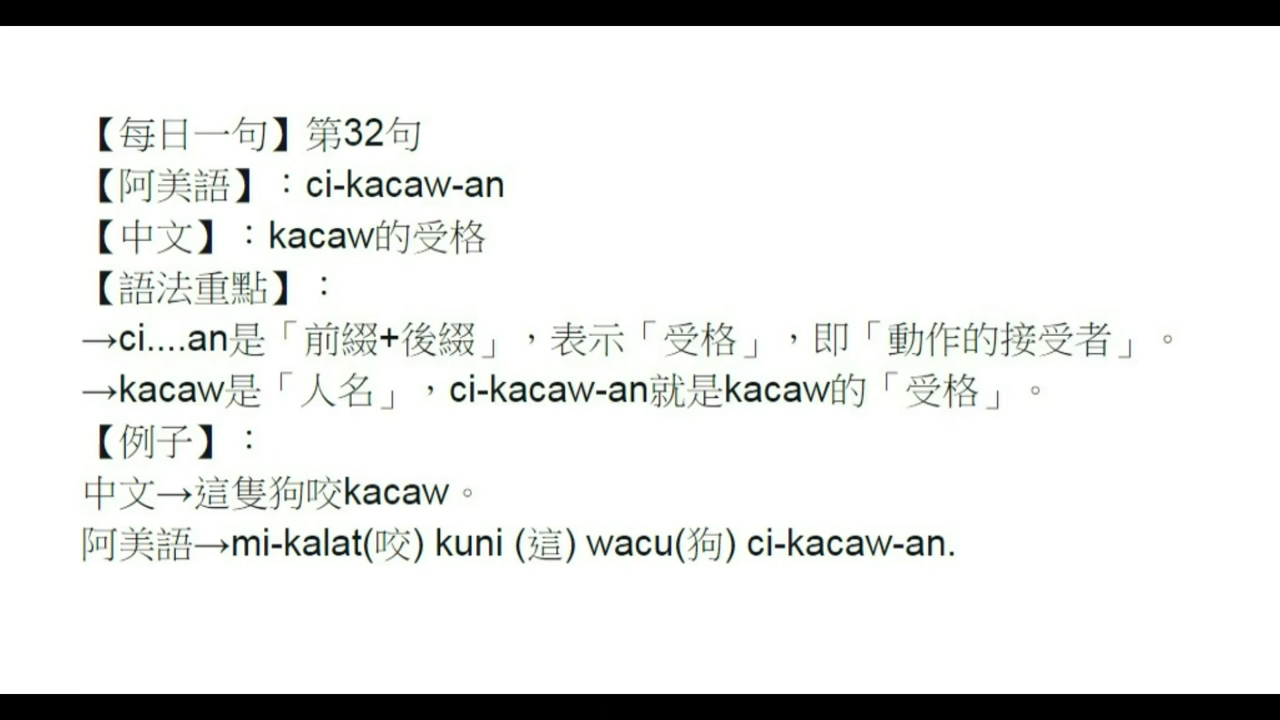 【每日一句】第32句
【阿美語】：ci-kacaw-an
【中文】：kacaw的受格
【語法重點】：
→ci....an是「前綴+後綴」，表示「受格」，即「動作的接受者」。
→kacaw是「人名」，ci-kacaw-an就是kacaw的「受格」。
【例子】：
中文→這隻狗咬kacaw。
阿美語→mi-kalat(咬) kuni (這) wacu(狗) ci-kacaw-an.